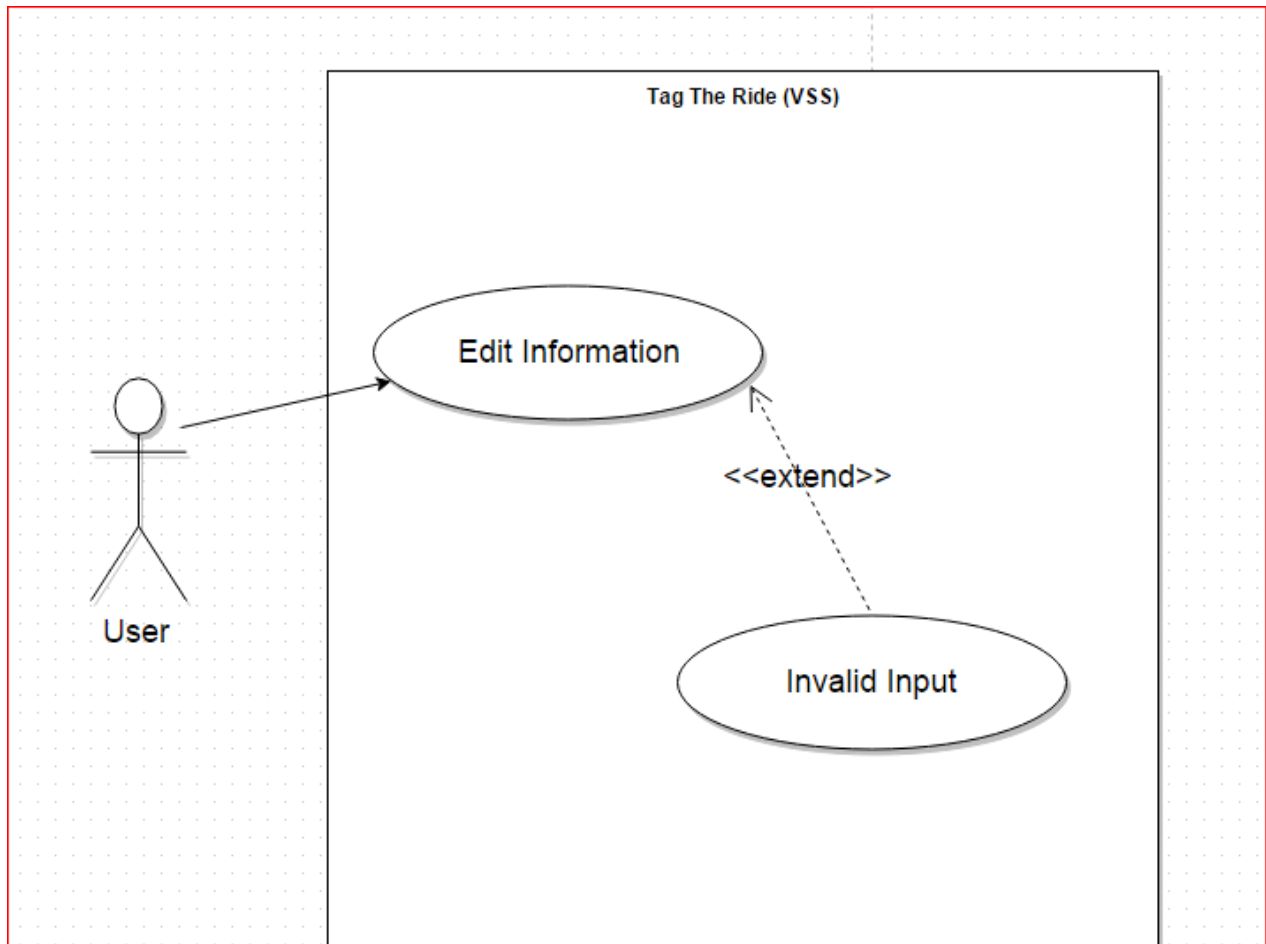 Tag The Ride (VSS)
Edit Information
<<extend>>
User
Invalid Input